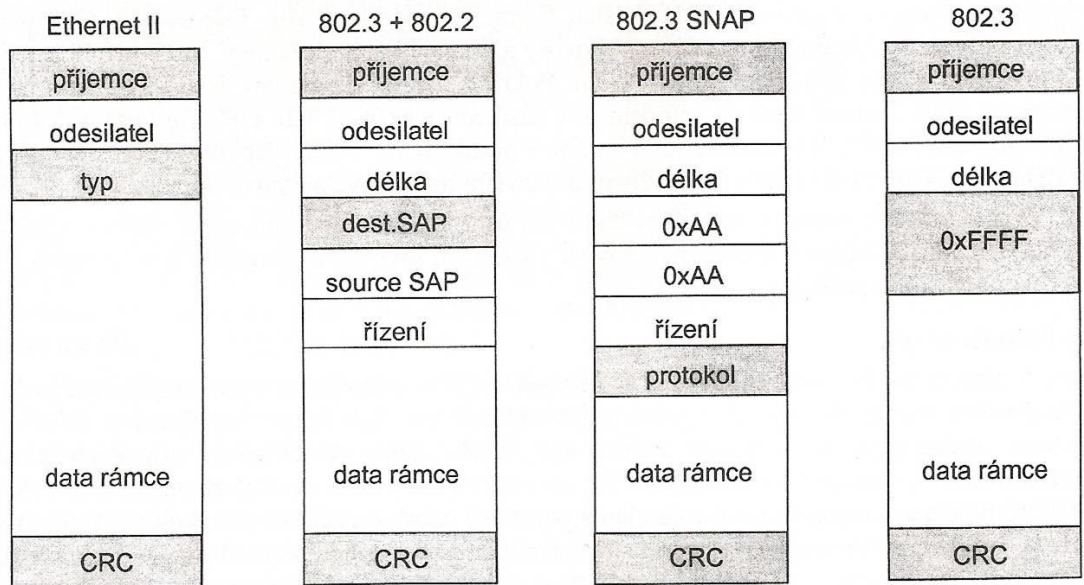 Ethernet II
příjemce
odesilatel
typ
data rámce
CRC
802.3 + 802.2
příjemce
odesilatel
délka
dest.SAP
source SAP
řízení
data rámce
CRC
802.3 SNAP
příjemce
odesilatel
délka
0xAA
0xAA
řízení
protokol
data rámce
CRC
802.3
příjemce
odesilatel
délka
0xFFFF
data rámce
CRC